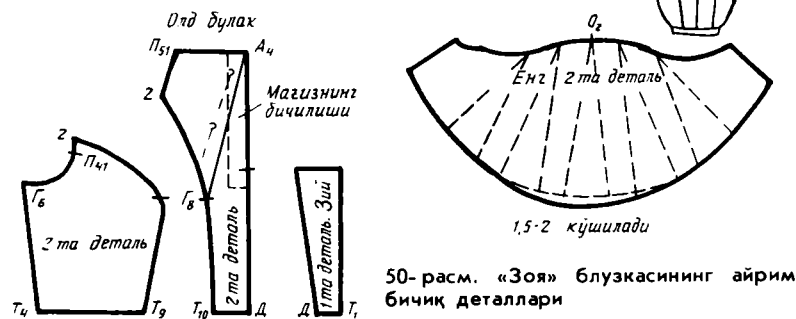 Олд булак
П₅₁ А₄
2
?
?
Магизнинг
бичилиши
2
П₄₁
Г₆
Г₈
2 та деталь
2 та деталь
1 та деталь. Зий
Т₄ Т₉ Т₁₀ Д Д Т₁
О₂
Енг 2 та деталь
1,5-2 кўшилади
50- расм. «Зоя» блузкасининг айрим
бичиқ деталлари